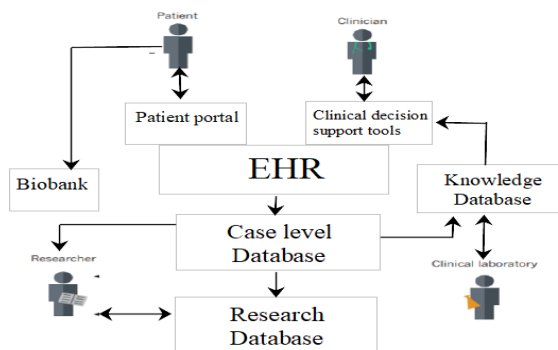 Patient
Clinician
Patient portal
Clinical decision
support tools
EHR
Biobank
Knowledge
Database
Case level
Database
Researcher
Clinical laboratory
Research
Database